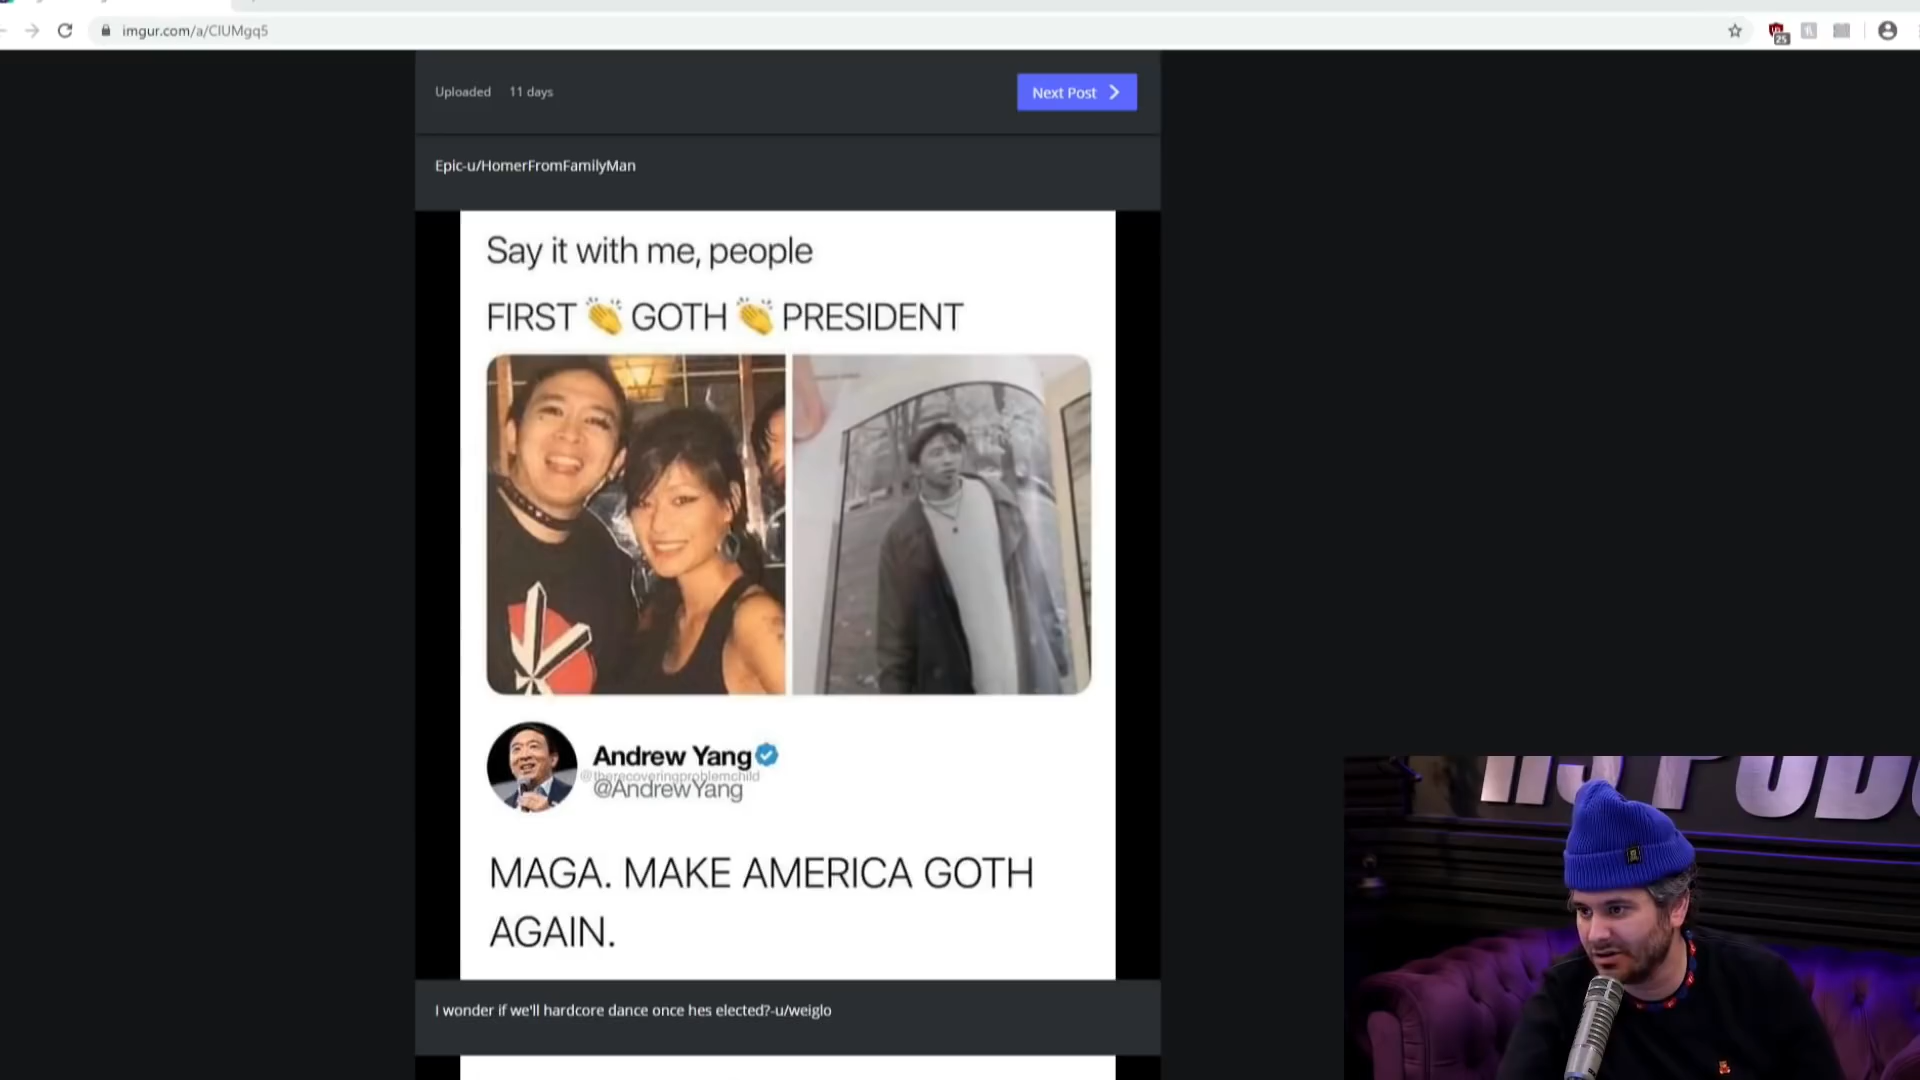 imgur.com/a/CIUMgq5
25
Uploaded 11 days
Next Post
Epic-u/HomerFromFamilyMan
Say it with me, people
FIRST 👏 GOTH 👏 PRESIDENT
Andrew Yang
@therecoveringproblemchild
@AndrewYang
MAGA. MAKE AMERICA GOTH
AGAIN.
I wonder if we'll hardcore dance once hes elected?-u/weiglo